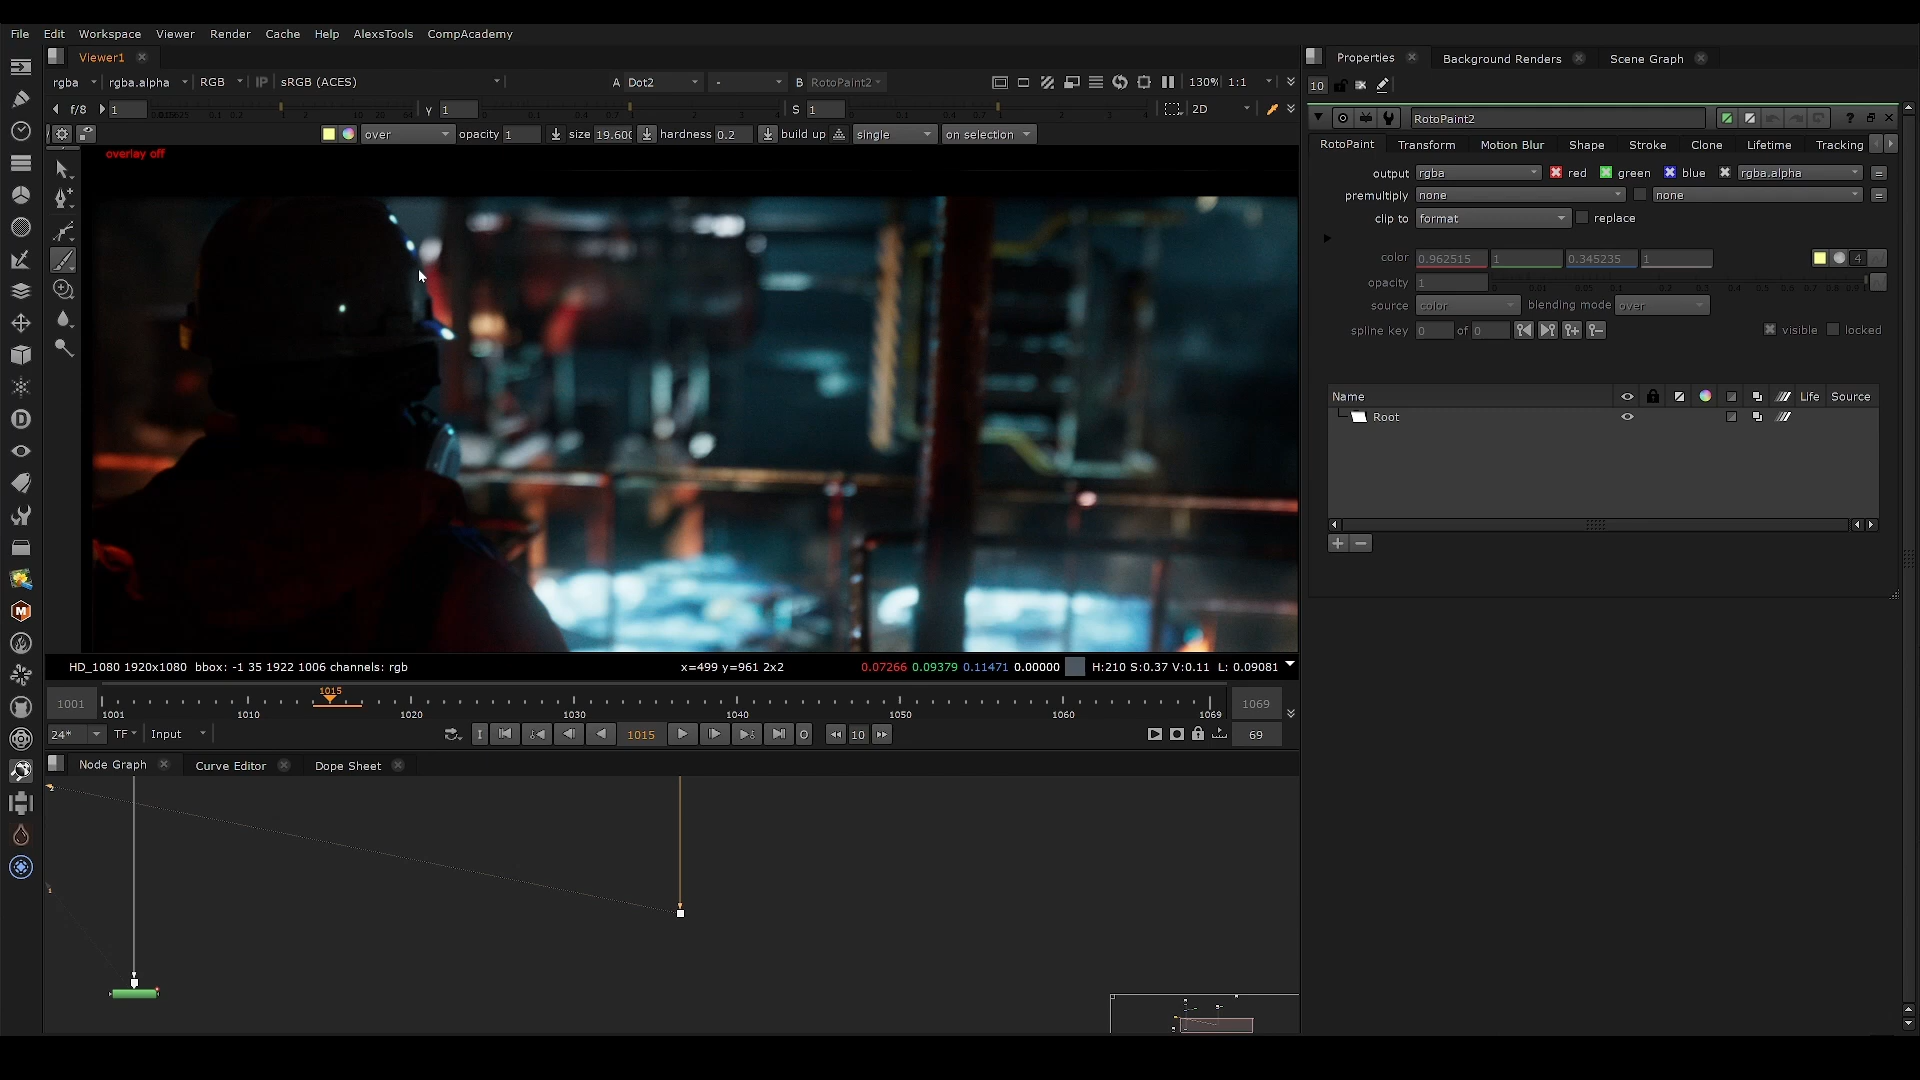 File Edit Workspace Viewer Render Cache Help AlexsTools CompAcademy
Viewer1
rgba rgba.alpha RGB IP sRGB (ACES) A Dot2 - B RotoPaint2 130% 1:1
f/8 1 Y 1 S 1 2D
over opacity 1 size 19.600 hardness 0.2 build up single on selection
overlay off
HD_1080 1920x1080 bbox: -1 35 1922 1006 channels: rgb x=499 y=961 2x2 0.07266 0.09379 0.11471 0.00000 H:210 S:0.37 V:0.11 L: 0.09081
1015
1001 1069
1001 1010 1020 1030 1040 1050 1060 1069
24* TF Input I 1015 O 10 69
Node Graph Curve Editor Dope Sheet
Properties Background Renders Scene Graph
10
RotoPaint2 ?
RotoPaint Transform Motion Blur Shape Stroke Clone Lifetime Tracking
output rgba red green blue rgba.alpha =
premultiply none none =
clip to format replace
color 0.962515 1 0.345235 1 4
opacity 1
source color blending mode over
spline key 0 of 0 visible locked
Name Life Source
Root